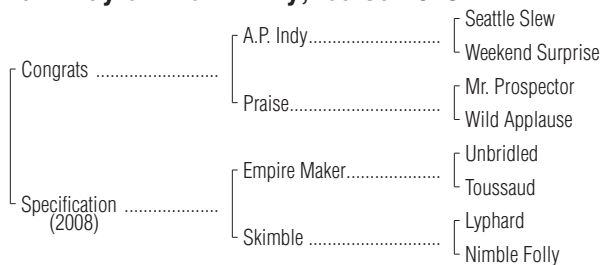 Seattle Slew
A.P. Indy
Weekend Surprise
Congrats
Mr. Prospector
Praise
Wild Applause
Unbridled
Empire Maker
Toussaud
Specification
(2008)
Lyphard
Skimble
Nimble Folly